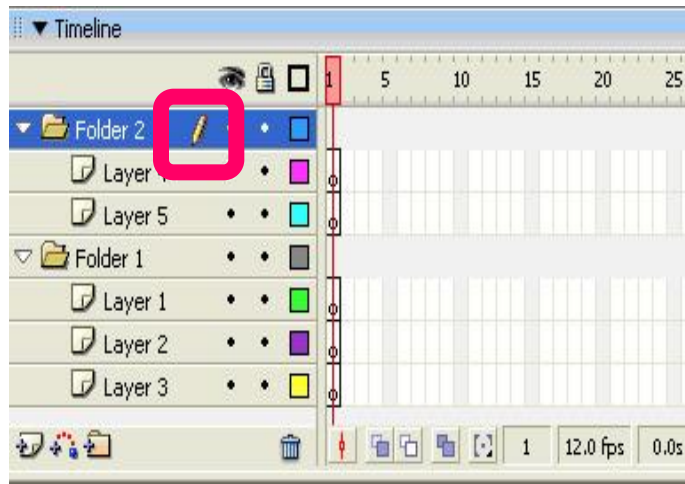 Timeline
1 5 10 15 20 25
Folder 2
Layer
Layer 5
Folder 1
Layer 1
Layer 2
Layer 3
1 12.0 fps 0.0s